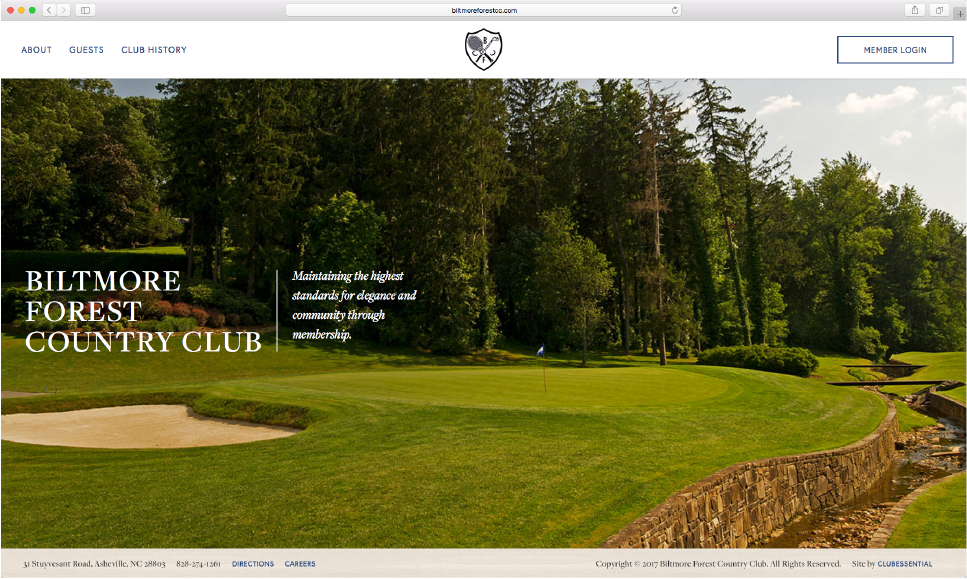 biltmoreforestcc.com
ABOUT GUESTS CLUB HISTORY
B
C C
F
MEMBER LOGIN
BILTMORE
FOREST
COUNTRY CLUB
Maintaining the highest
standards for elegance and
community through
membership.
31 Stuyvesant Road, Asheville, NC 28803 828-274-1261 DIRECTIONS CAREERS Copyright © 2017 Biltmore Forest Country Club. All Rights Reserved. Site by CLUBESSENTIAL